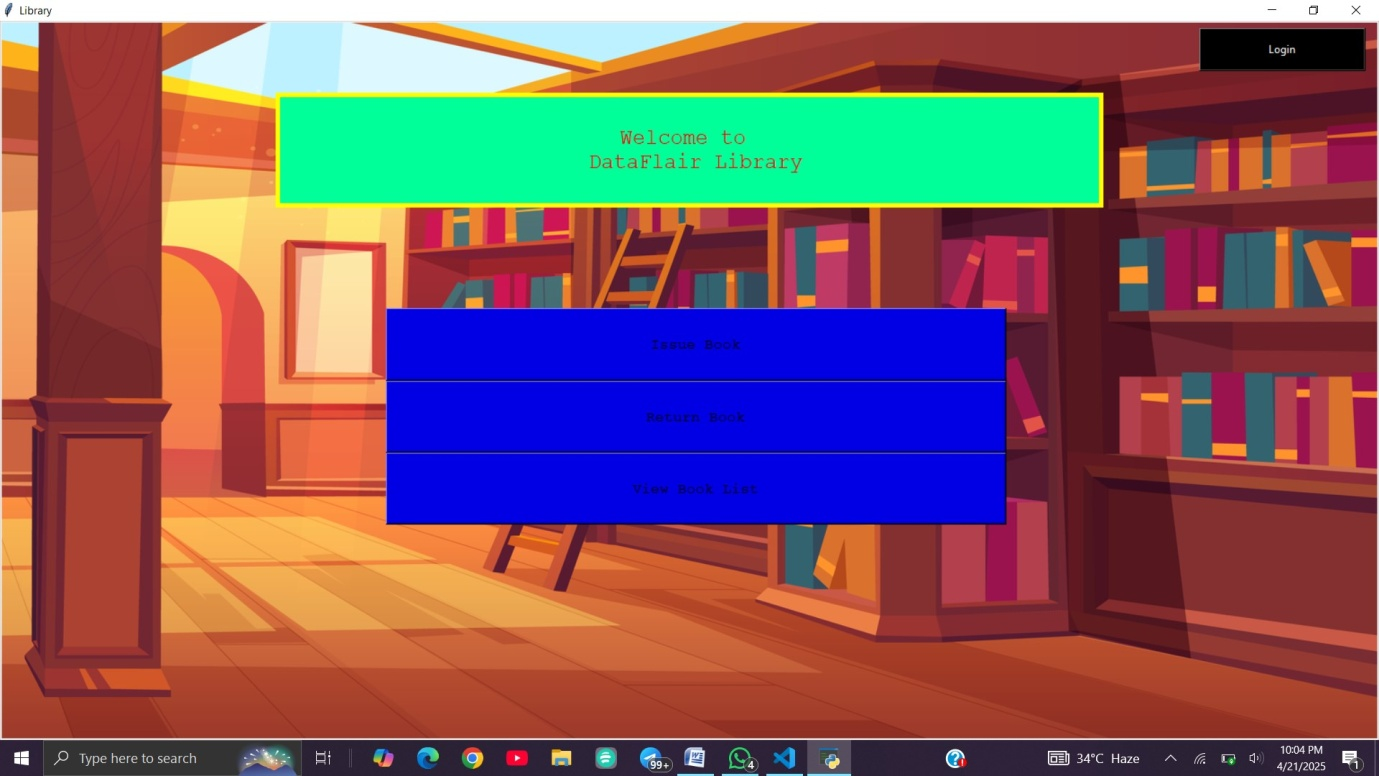 Library
Login
Welcome to
DataFlair Library
Issue Book
Return Book
View Book List
Type here to search
99+
4
34°C Haze
10:04 PM
4/21/2025
1